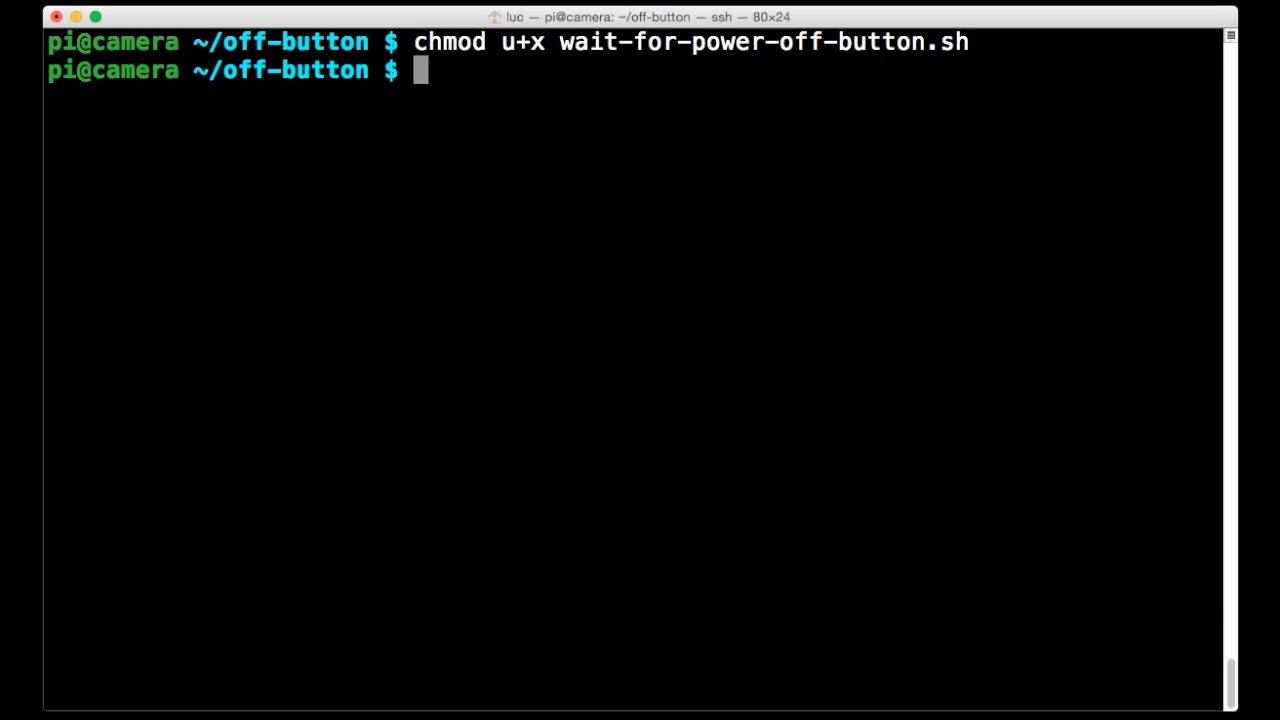 luc — pi@camera: ~/off-button — ssh — 80×24
pi@camera ~/off-button $ chmod u+x wait-for-power-off-button.sh
pi@camera ~/off-button $